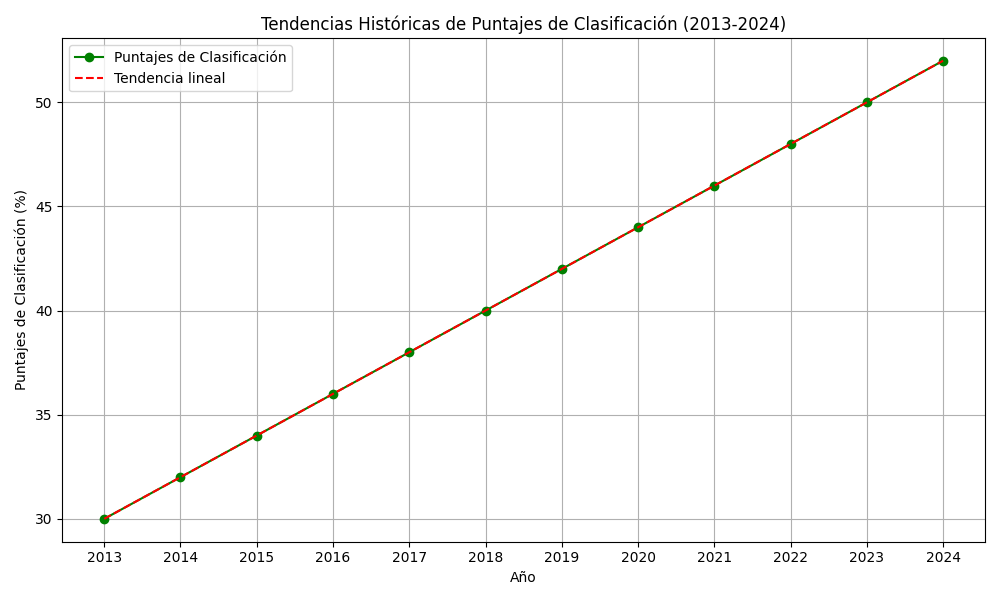 Tendencias Históricas de Puntajes de Clasificación (2013-2024)
Puntajes de Clasificación
Tendencia lineal
Puntajes de Clasificación (%)
50
45
40
35
30
2013 2014 2015 2016 2017 2018 2019 2020 2021 2022 2023 2024
Año